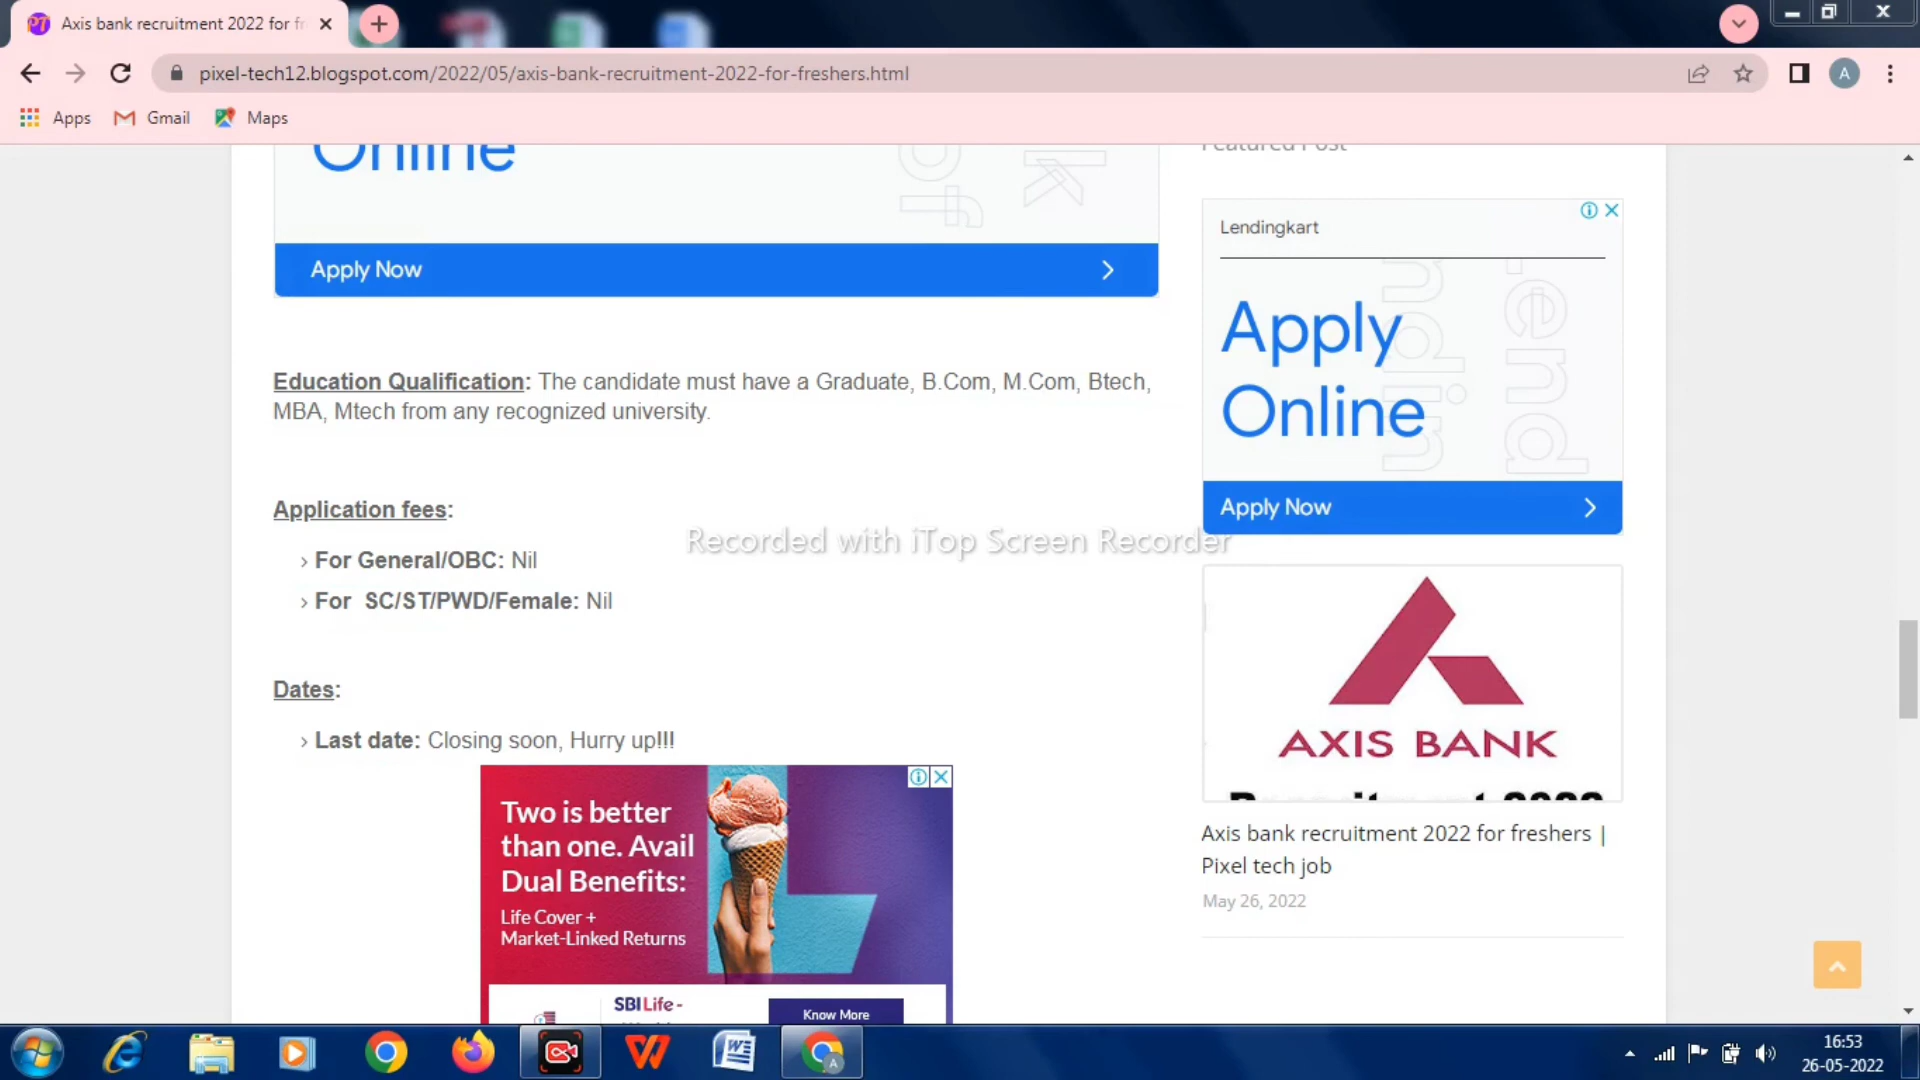 Axis bank recruitment 2022 for fr
pixel-tech12.blogspot.com/2022/05/axis-bank-recruitment-2022-for-freshers.html
A
Apps
Gmail
Maps
Online
Apply Now
Education Qualification: The candidate must have a Graduate, B.Com, M.Com, Btech,
MBA, Mtech from any recognized university.
Application fees:
› For General/OBC: Nil
› For SC/ST/PWD/Female: Nil
Dates:
› Last date: Closing soon, Hurry up!!!
Two is better
than one. Avail
Dual Benefits:
Life Cover +
Market-Linked Returns
SBI Life -
Know More
Recorded with iTop Screen Recorder
Featured Post
Lendingkart
Apply
Online
Apply Now
AXIS BANK
Recruitment 2022
Axis bank recruitment 2022 for freshers |
Pixel tech job
May 26, 2022
16:53
26-05-2022